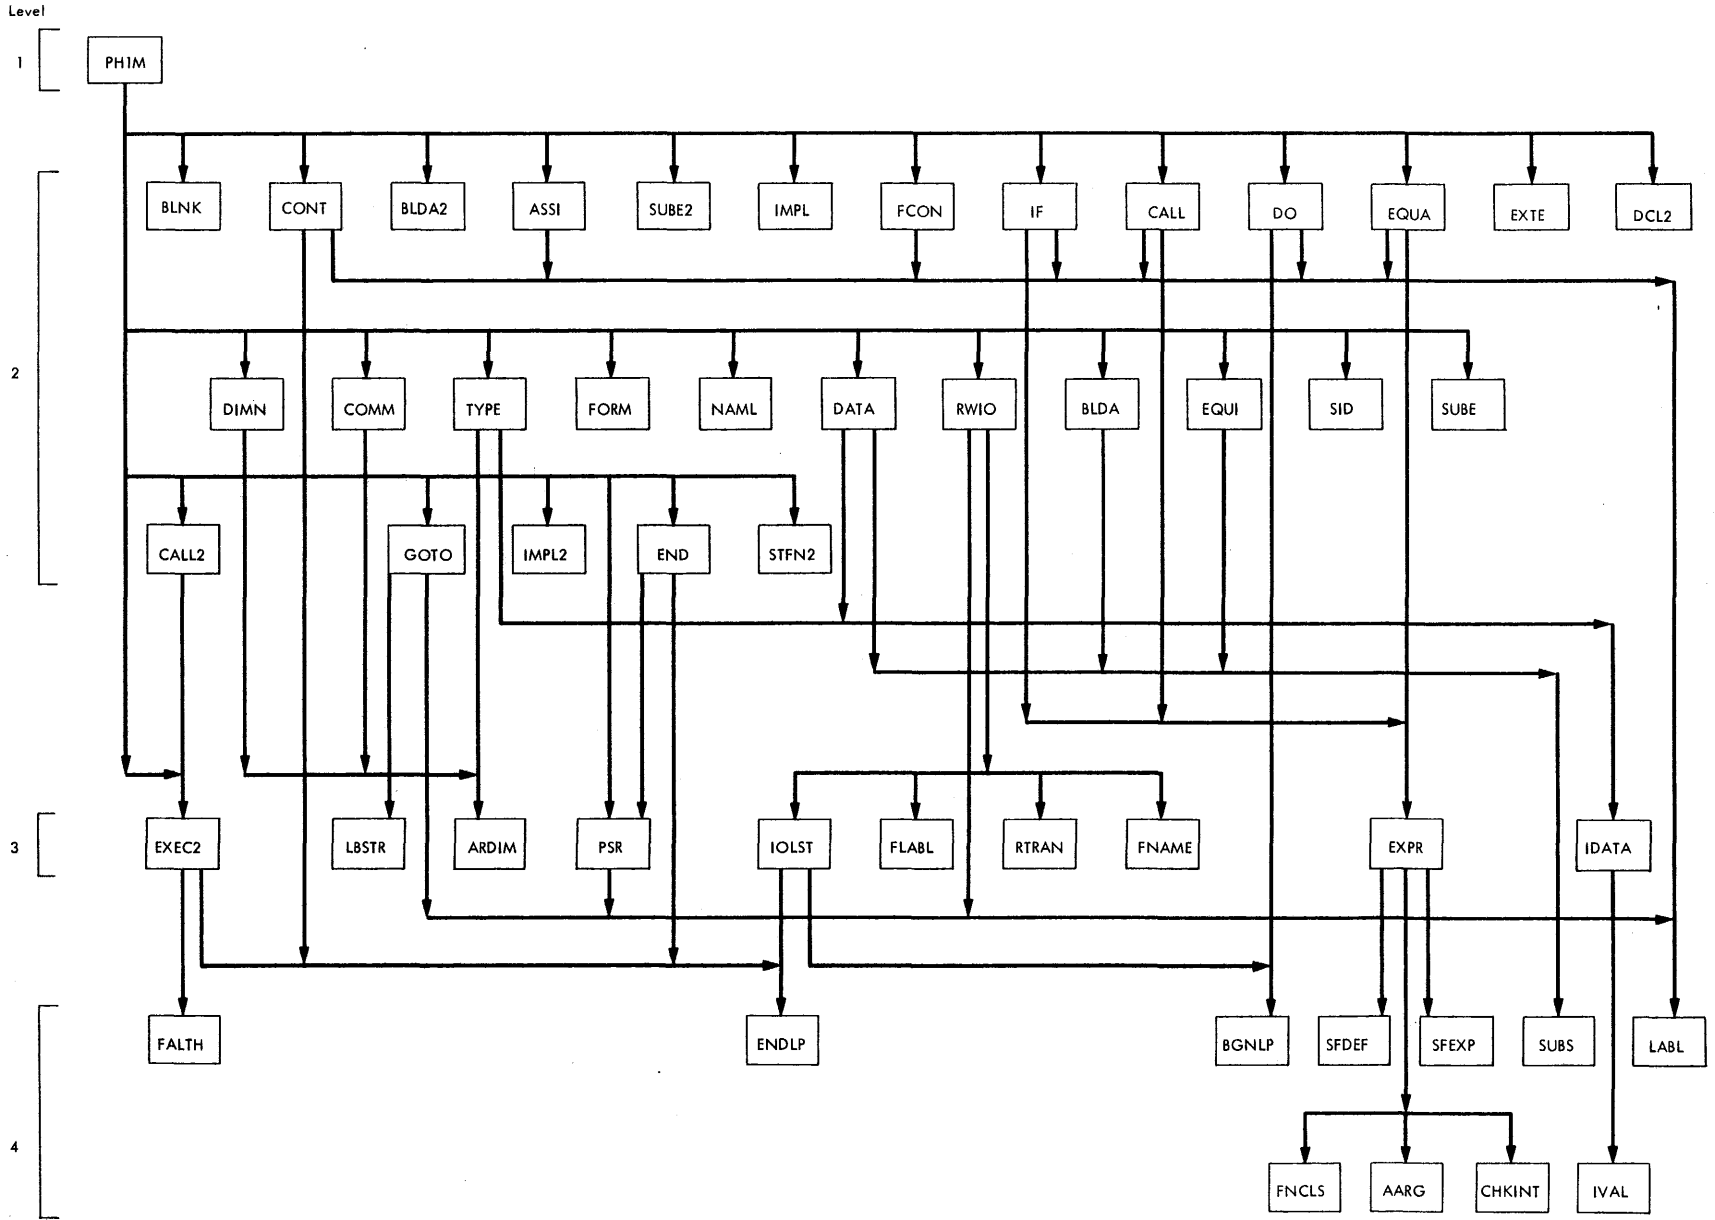 Level
1
PH1M
BLNK
CONT
BLDA2
ASSI
SUBE2
IMPL
FCON
IF
CALL
DO
EQUA
EXTE
DCL2
2
DIMN
COMM
TYPE
FORM
NAML
DATA
RWIO
BLDA
EQUI
SID
SUBE
CALL2
GOTO
IMPL2
END
STFN2
3
EXEC2
LBSTR
ARDIM
PSR
IOLST
FLABL
RTRAN
FNAME
EXPR
IDATA
FALTH
ENDLP
BGNLP
SFDEF
SFEXP
SUBS
LABL
4
FNCLS
AARG
CHKINT
IVAL